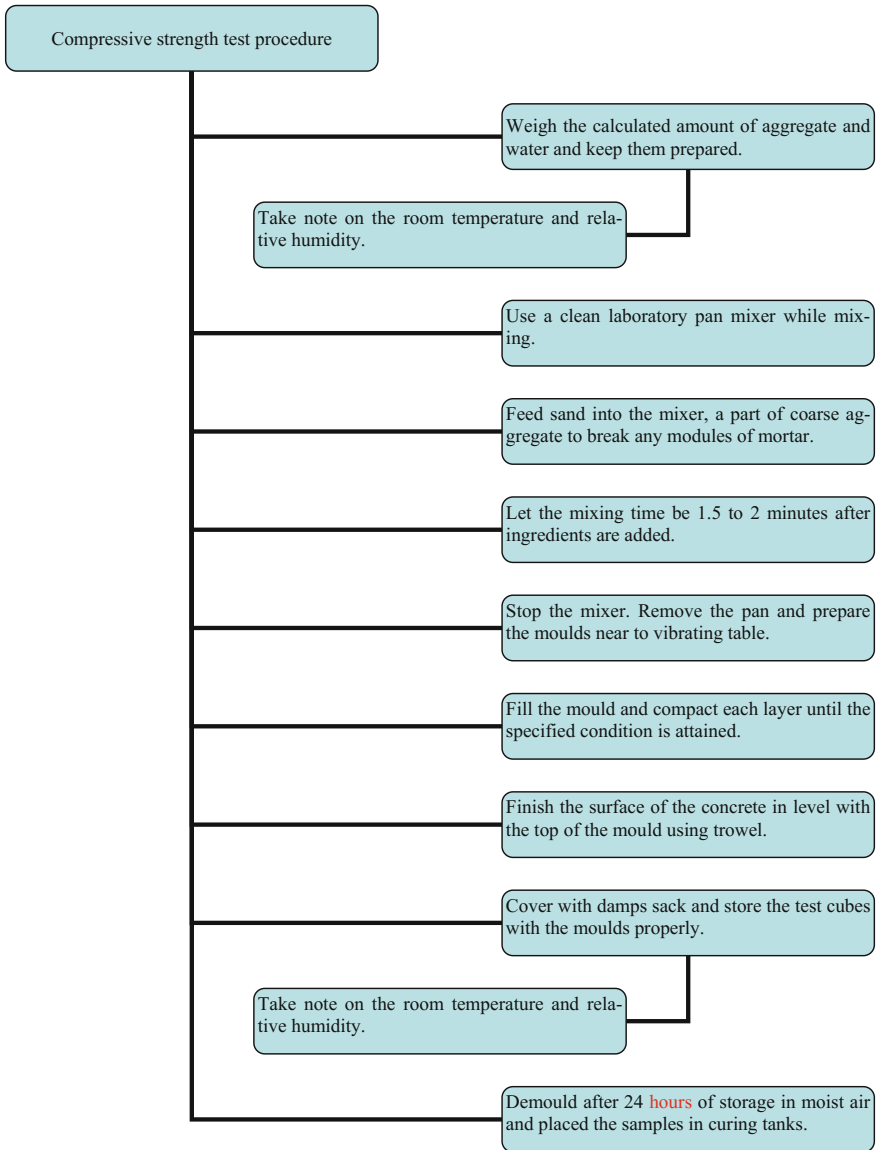 Compressive strength test procedure
Weigh the calculated amount of aggregate and
water and keep them prepared.
Take note on the room temperature and rela-
tive humidity.
Use a clean laboratory pan mixer while mix-
ing.
Feed sand into the mixer, a part of coarse ag-
gregate to break any modules of mortar.
Let the mixing time be 1.5 to 2 minutes after
ingredients are added.
Stop the mixer. Remove the pan and prepare
the moulds near to vibrating table.
Fill the mould and compact each layer until the
specified condition is attained.
Finish the surface of the concrete in level with
the top of the mould using trowel.
Cover with damps sack and store the test cubes
with the moulds properly.
Take note on the room temperature and rela-
tive humidity.
Demould after 24 hours of storage in moist air
and placed the samples in curing tanks.